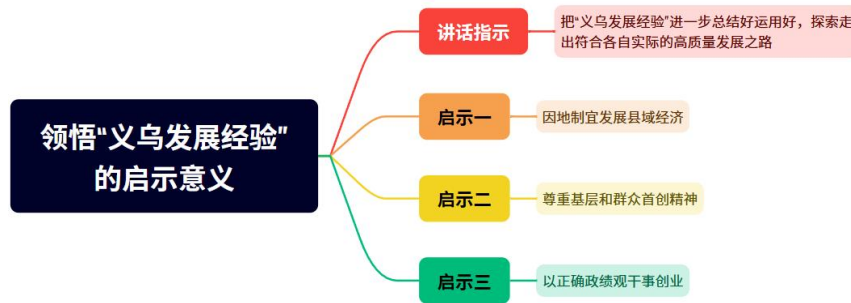 领悟“义乌发展经验”
的启示意义
讲话指示
把“义乌发展经验”进一步总结好运用好，探索走
出符合各自实际的高质量发展之路
启示一
因地制宜发展县域经济
启示二
尊重基层和群众首创精神
启示三
以正确政绩观干事创业